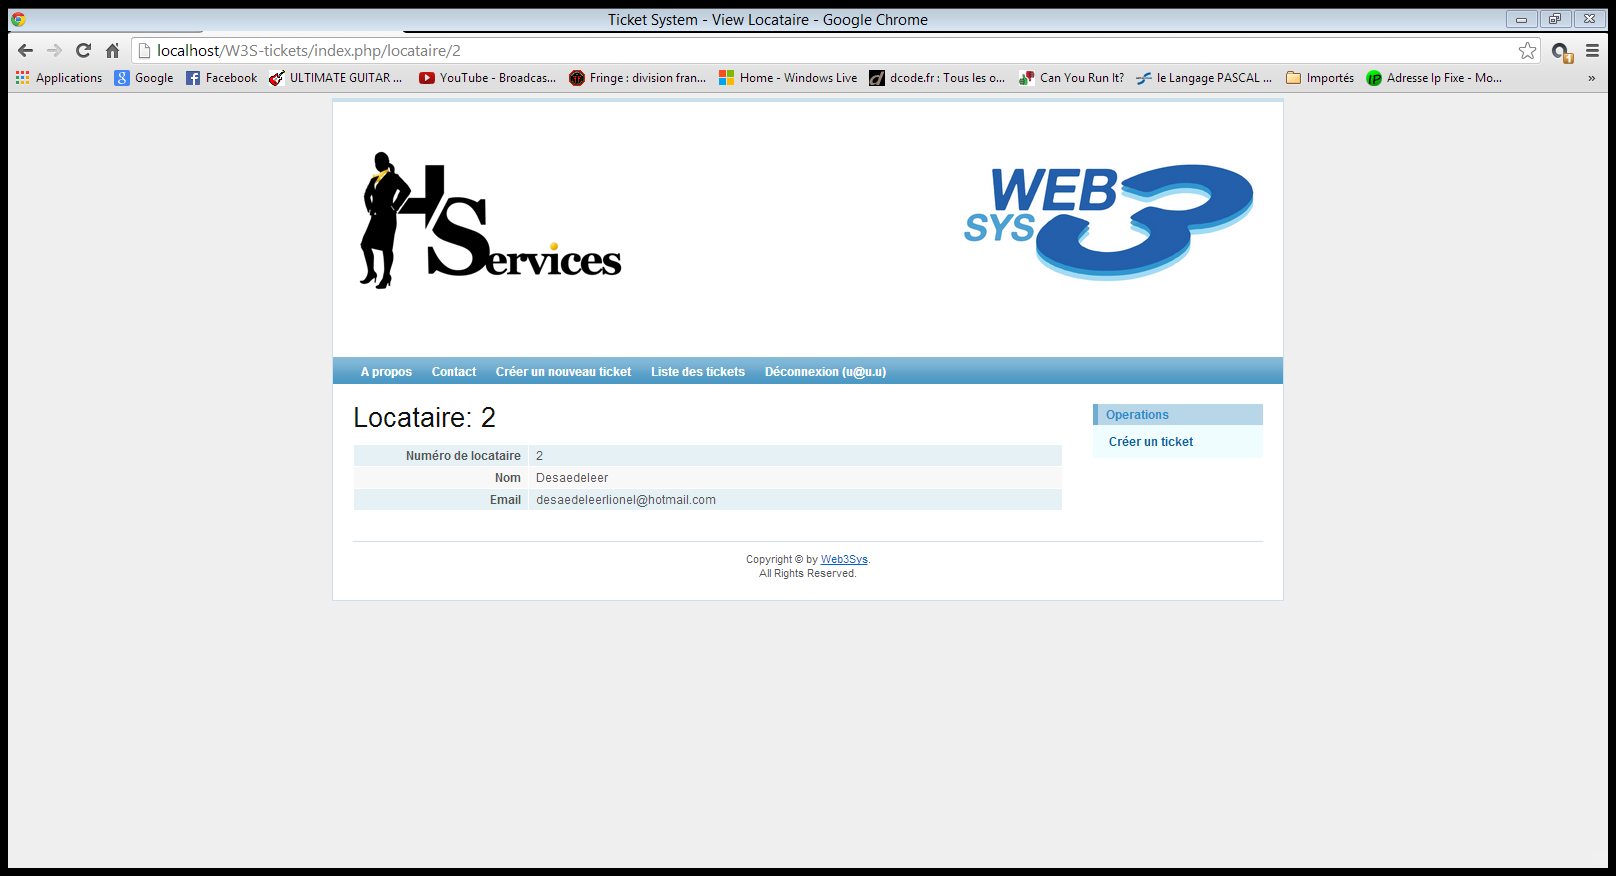 Ticket System - View Locataire - Google Chrome
localhost/W3S-tickets/index.php/locataire/2
Applications Google Facebook ULTIMATE GUITAR ... YouTube - Broadcas... Fringe : division fran... Home - Windows Live dcode.fr : Tous les o... Can You Run It? le Langage PASCAL ... Importés Adresse Ip Fixe - Mo... »
HServices
WEB 3
SYS
A propos Contact Créer un nouveau ticket Liste des tickets Déconnexion (u@u.u)
Locataire: 2
Numéro de locataire 2
Nom Desaedeleer
Email desaedeleerlionel@hotmail.com
Operations
Créer un ticket
Copyright © by Web3Sys.
All Rights Reserved.